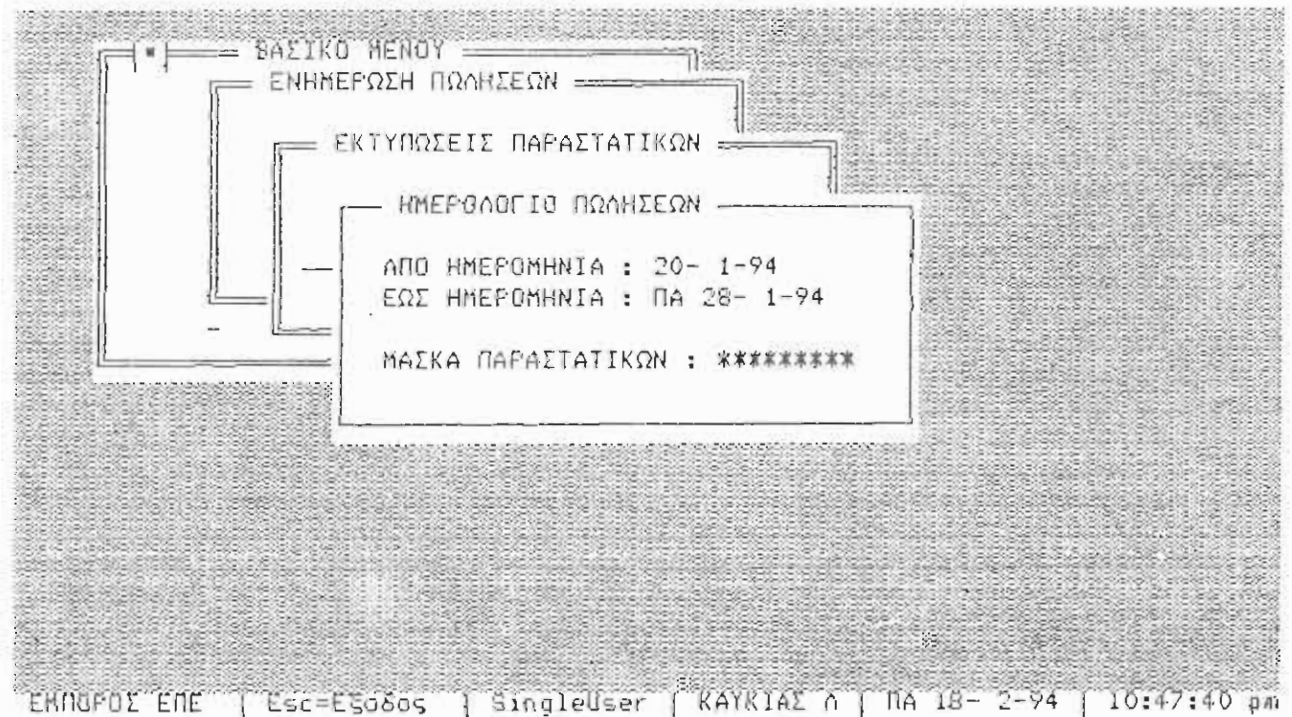 ΒΑΣΙΚΟ ΜΕΝΟΥ
ΕΝΗΜΕΡΩΣΗ ΠΩΛΗΣΕΩΝ
ΕΚΤΥΠΩΣΕΙΣ ΠΑΡΑΣΤΑΤΙΚΩΝ
ΗΜΕΡΟΛΟΓΙΟ ΠΩΛΗΣΕΩΝ
ΑΠΟ ΗΜΕΡΟΜΗΝΙΑ : 20- 1-94
ΕΩΣ ΗΜΕΡΟΜΗΝΙΑ : ΠΑ 28- 1-94
ΜΑΣΚΑ ΠΑΡΑΣΤΑΤΙΚΩΝ : *********
ΕΜΠΟΡΟΣ ΕΠΕ | Esc=Εξοδος | SingleUser | ΚΑΥΚΙΑΣ Λ | ΠΑ 18- 2-94 | 10:47:40 pm